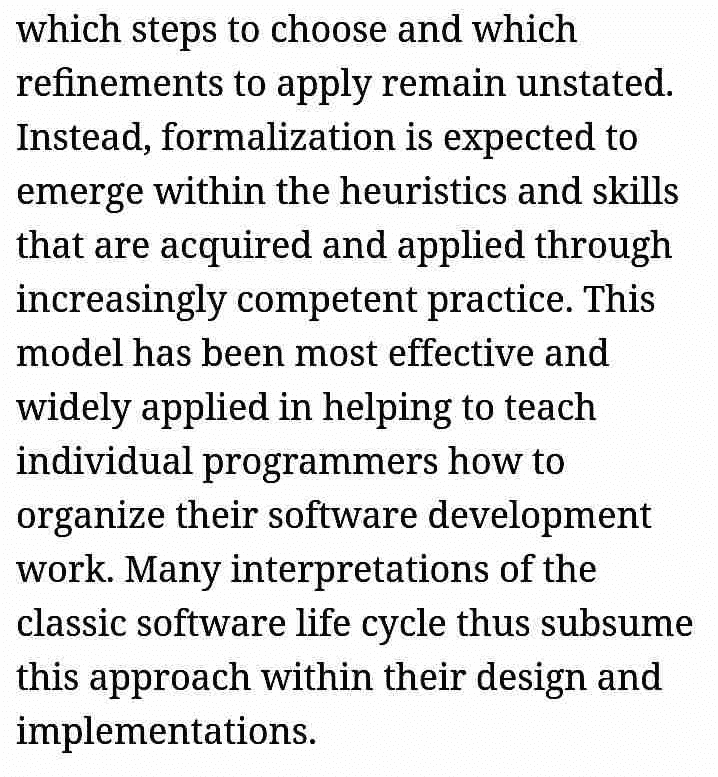 which steps to choose and which
refinements to apply remain unstated.
Instead, formalization is expected to
emerge within the heuristics and skills
that are acquired and applied through
increasingly competent practice. This
model has been most effective and
widely applied in helping to teach
individual programmers how to
organize their software development
work. Many interpretations of the
classic software life cycle thus subsume
this approach within their design and
implementations.